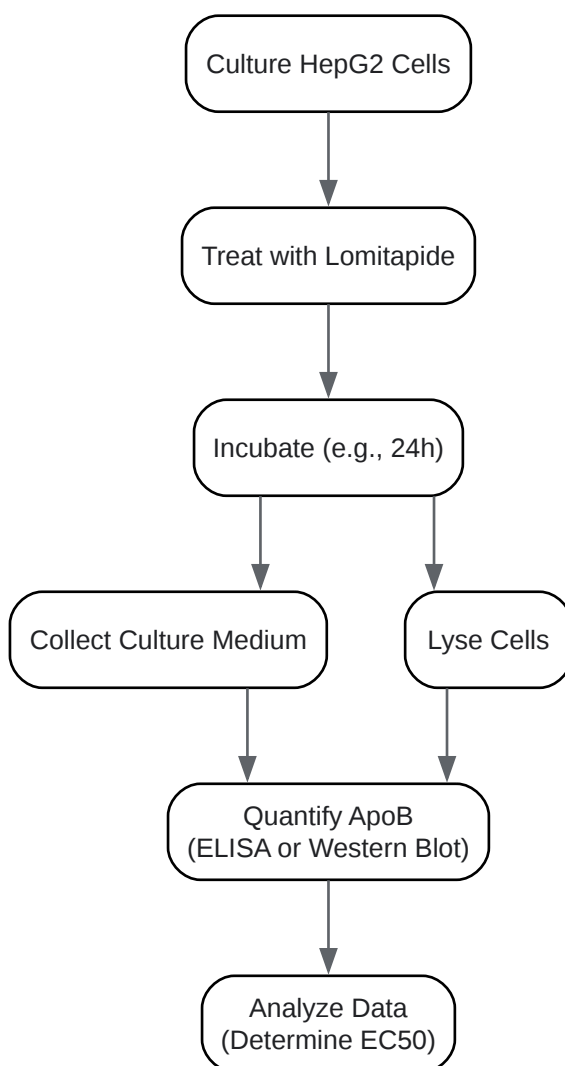 Culture HepG2 Cells
Treat with Lomitapide
Incubate (e.g., 24h)
Collect Culture Medium
Lyse Cells
Quantify ApoB
(ELISA or Western Blot)
Analyze Data
(Determine EC50)